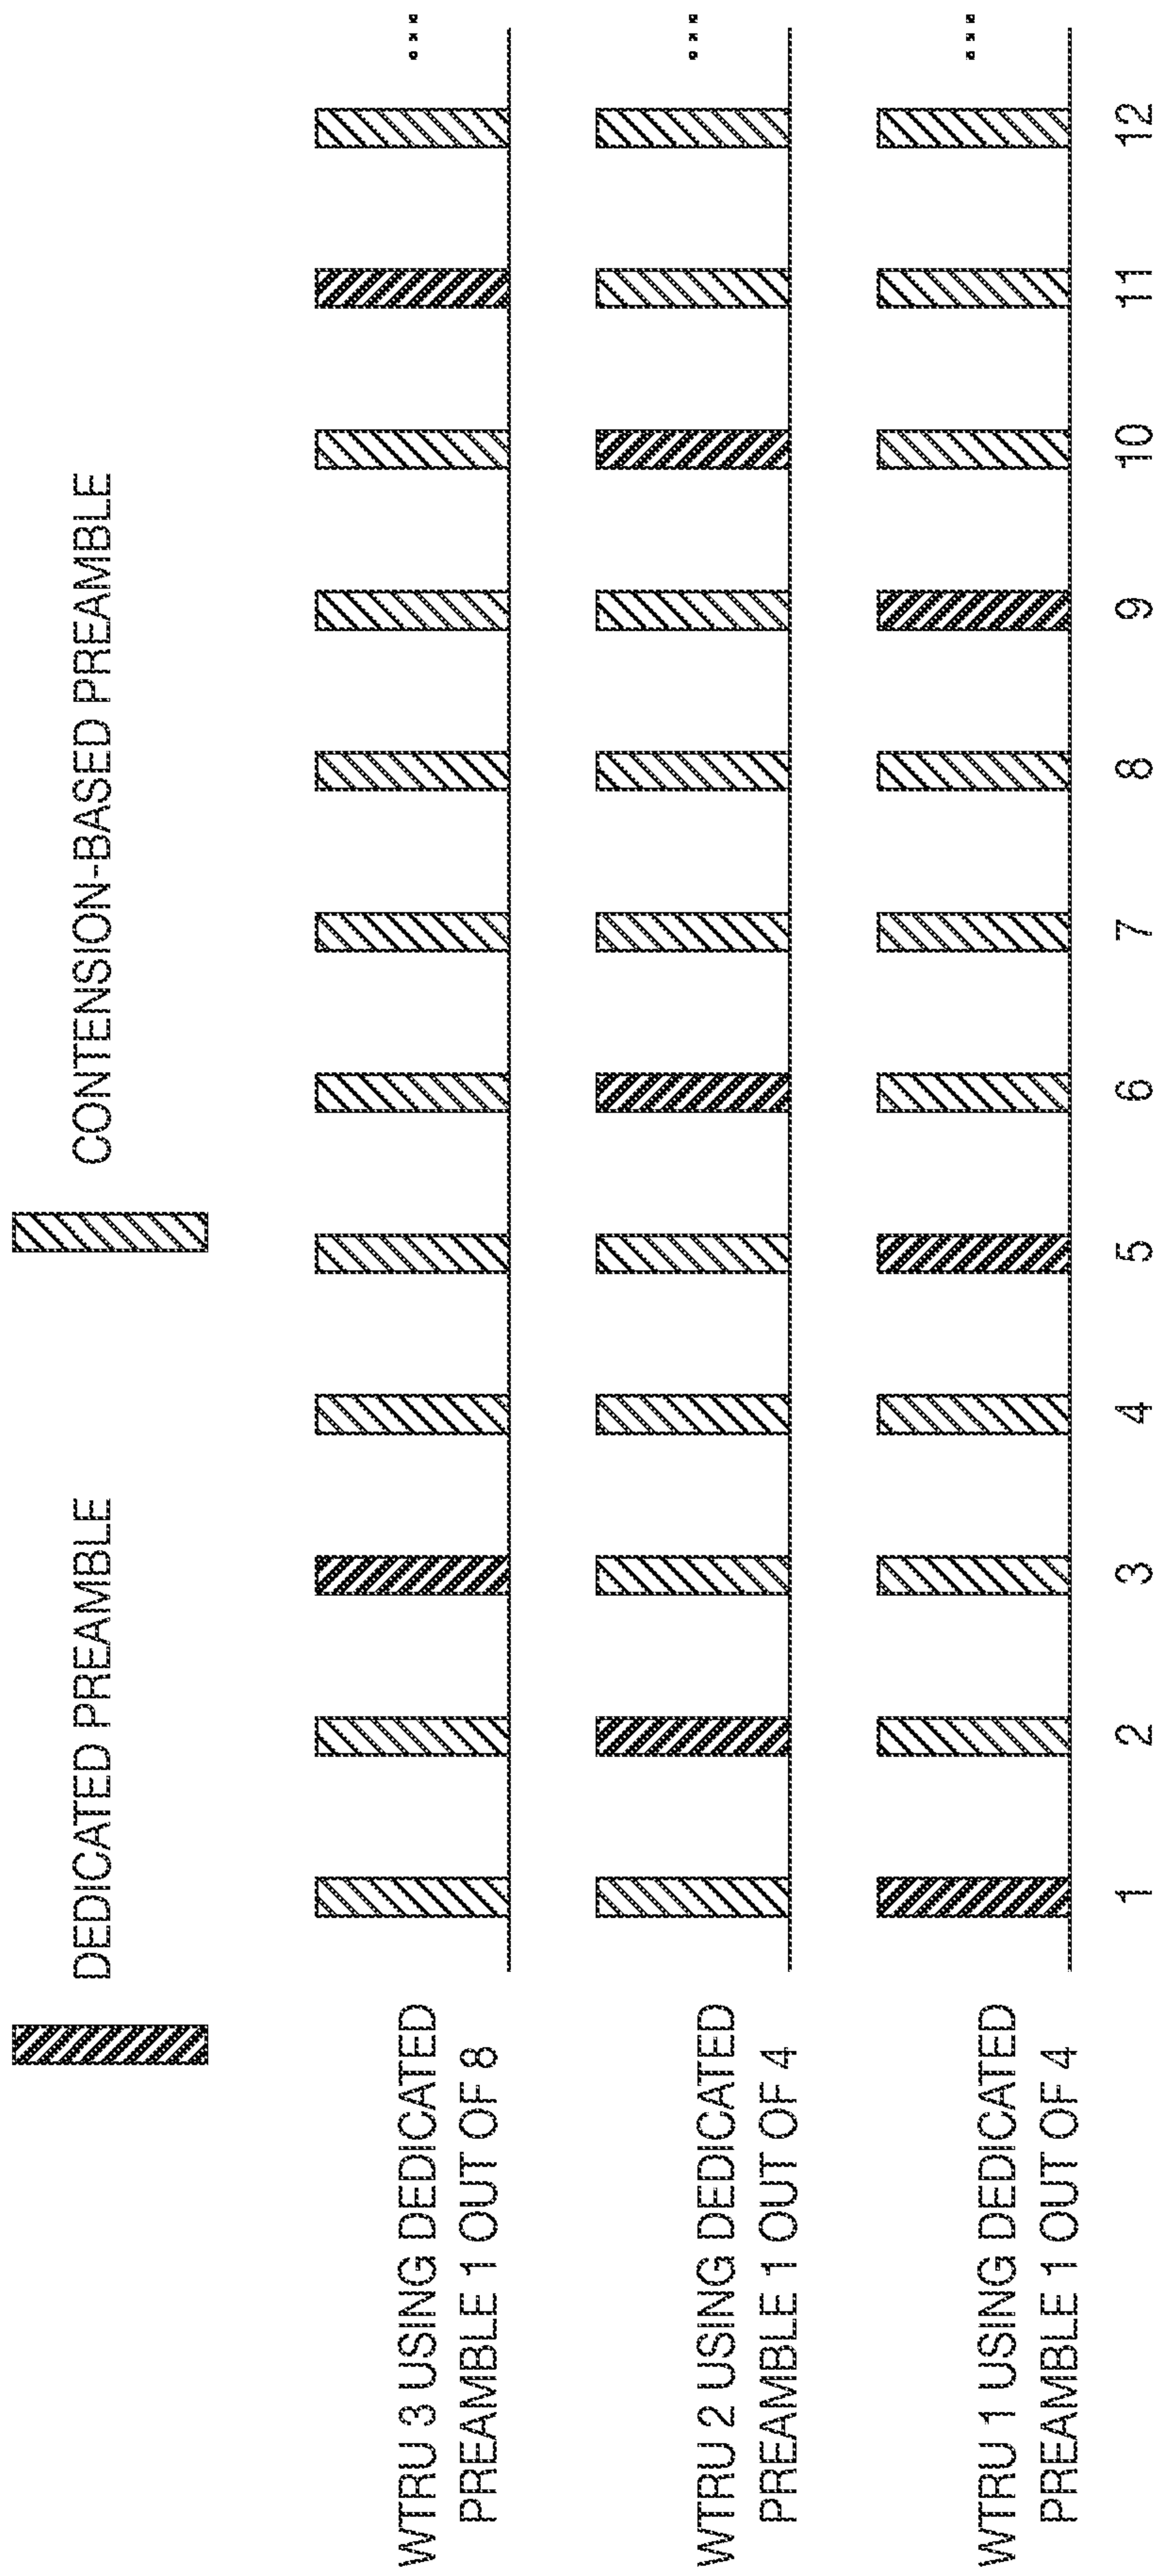 DEDICATED PREAMBLE
CONTENSION-BASED PREAMBLE
WTRU 3 USING DEDICATED
PREAMBLE 1 OUT OF 8
WTRU 2 USING DEDICATED
PREAMBLE 1 OUT OF 4
WTRU 1 USING DEDICATED
PREAMBLE 1 OUT OF 4
1 2 3 4 5 6 7 8 9 10 11 12